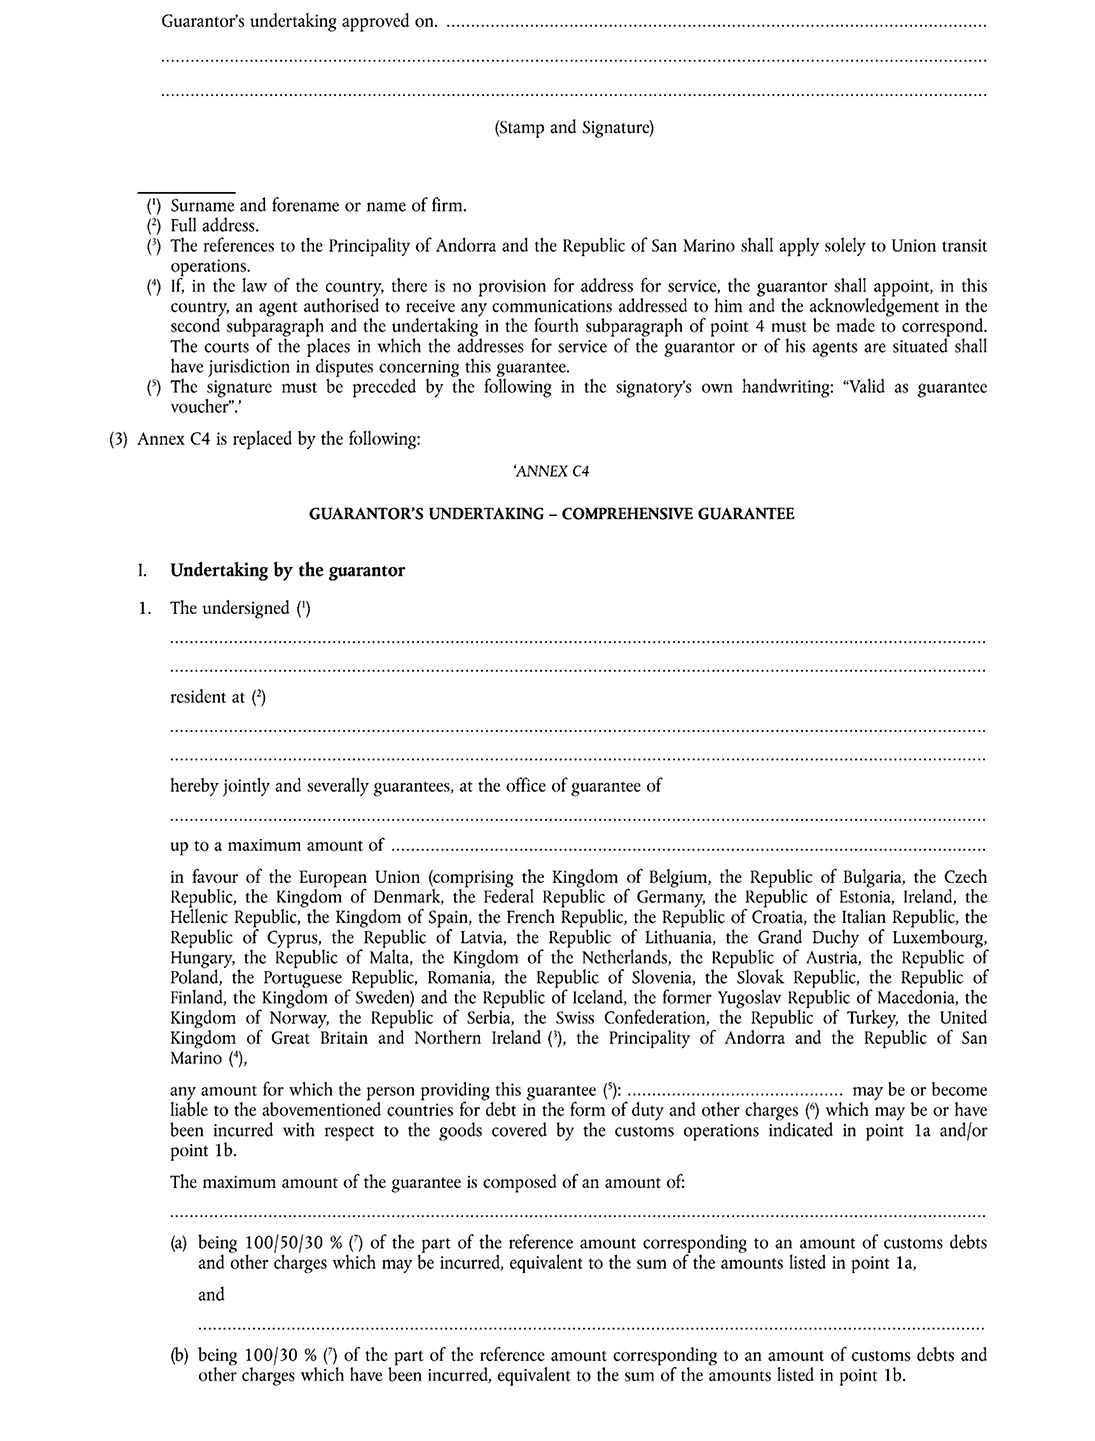 Guarantor's undertaking approved on. ..........................................................................................................
..........................................................................................................
..........................................................................................................
(Stamp and Signature)
(¹) Surname and forename or name of firm.
(²) Full address.
(³) The references to the Principality of Andorra and the Republic of San Marino shall apply solely to Union transit
operations.
(⁴) If, in the law of the country, there is no provision for address for service, the guarantor shall appoint, in this
country, an agent authorised to receive any communications addressed to him and the acknowledgement in the
second subparagraph and the undertaking in the fourth subparagraph of point 4 must be made to correspond.
The courts of the places in which the addresses for service of the guarantor or of his agents are situated shall
have jurisdiction in disputes concerning this guarantee.
(⁵) The signature must be preceded by the following in the signatory's own handwriting: “Valid as guarantee
voucher”.’
(3) Annex C4 is replaced by the following:
‘ANNEX C4
GUARANTOR'S UNDERTAKING – COMPREHENSIVE GUARANTEE
I. Undertaking by the guarantor
1. The undersigned (¹)
..........................................................................................................
..........................................................................................................
resident at (²)
..........................................................................................................
..........................................................................................................
hereby jointly and severally guarantees, at the office of guarantee of
..........................................................................................................
up to a maximum amount of ..........................................................................................................
in favour of the European Union (comprising the Kingdom of Belgium, the Republic of Bulgaria, the Czech
Republic, the Kingdom of Denmark, the Federal Republic of Germany, the Republic of Estonia, Ireland, the
Hellenic Republic, the Kingdom of Spain, the French Republic, the Republic of Croatia, the Italian Republic, the
Republic of Cyprus, the Republic of Latvia, the Republic of Lithuania, the Grand Duchy of Luxembourg,
Hungary, the Republic of Malta, the Kingdom of the Netherlands, the Republic of Austria, the Republic of
Poland, the Portuguese Republic, Romania, the Republic of Slovenia, the Slovak Republic, the Republic of
Finland, the Kingdom of Sweden) and the Republic of Iceland, the former Yugoslav Republic of Macedonia, the
Kingdom of Norway, the Republic of Serbia, the Swiss Confederation, the Republic of Turkey, the United
Kingdom of Great Britain and Northern Ireland (³), the Principality of Andorra and the Republic of San
Marino (⁴),
any amount for which the person providing this guarantee (⁵): ............................................ may be or become
liable to the abovementioned countries for debt in the form of duty and other charges (⁶) which may be or have
been incurred with respect to the goods covered by the customs operations indicated in point 1a and/or
point 1b.
The maximum amount of the guarantee is composed of an amount of:
..........................................................................................................
(a) being 100/50/30 % (⁷) of the part of the reference amount corresponding to an amount of customs debts
and other charges which may be incurred, equivalent to the sum of the amounts listed in point 1a,
and
..........................................................................................................
(b) being 100/30 % (⁷) of the part of the reference amount corresponding to an amount of customs debts and
other charges which have been incurred, equivalent to the sum of the amounts listed in point 1b.